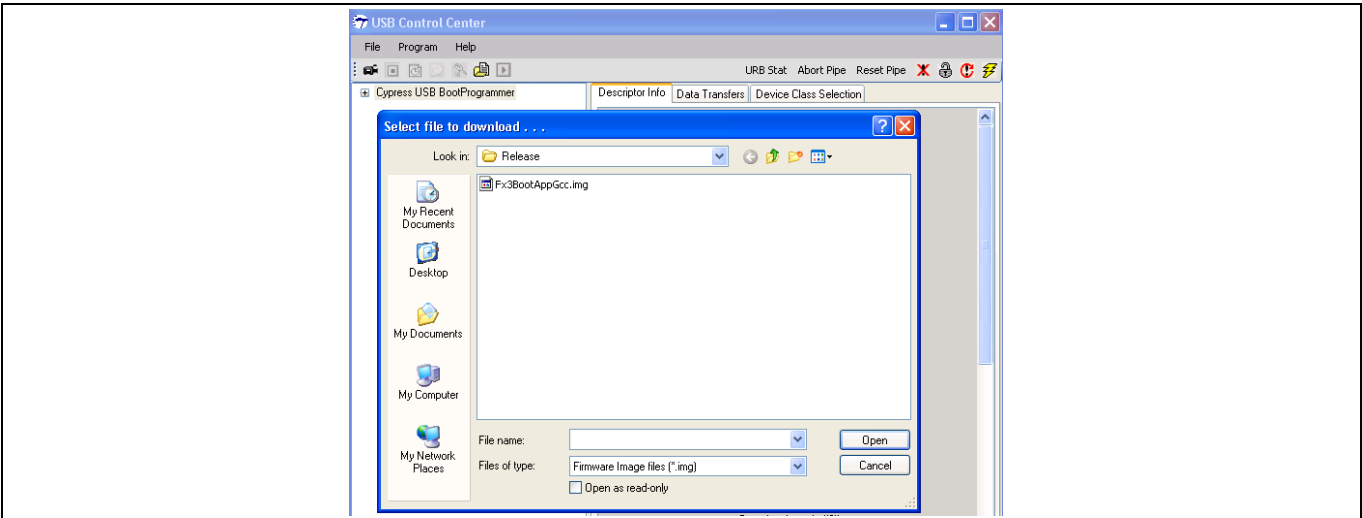 USB Control Center
File Program Help
URB Stat Abort Pipe Reset Pipe
Cypress USB BootProgrammer
Descriptor Info Data Transfers Device Class Selection
Select file to download . . .
Look in: Release
Fx3BootAppGcc.img
My Recent
Documents
Desktop
My Documents
My Computer
My Network
Places
File name:
Open
Files of type: Firmware Image files (*.img)
Cancel
Open as read-only